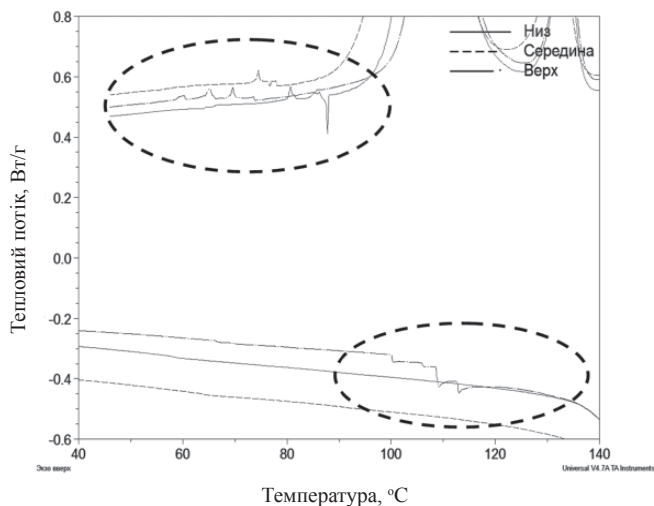 0.8
0.6
0.4
0.2
0.0
-0.2
-0.4
-0.6
40
60
80
100
120
140
Низ
Середина
Верх
Тепловий потік, Вт/г
Экзо вверх
Universal V4.7A TA Instruments
Температура, °C